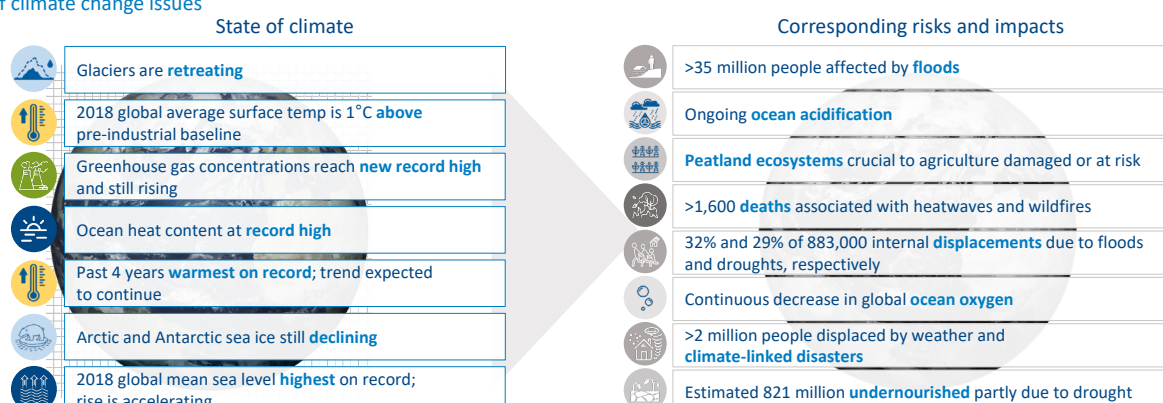 of climate change issues
State of climate
Glaciers are retreating
2018 global average surface temp is 1°C above
pre-industrial baseline
Greenhouse gas concentrations reach new record high
and still rising
Ocean heat content at record high
Past 4 years warmest on record; trend expected
to continue
Arctic and Antarctic sea ice still declining
2018 global mean sea level highest on record;
rise is accelerating
Corresponding risks and impacts
>35 million people affected by floods
Ongoing ocean acidification
Peatland ecosystems crucial to agriculture damaged or at risk
>1,600 deaths associated with heatwaves and wildfires
32% and 29% of 883,000 internal displacements due to floods
and droughts, respectively
Continuous decrease in global ocean oxygen
>2 million people displaced by weather and
climate-linked disasters
Estimated 821 million undernourished partly due to drought